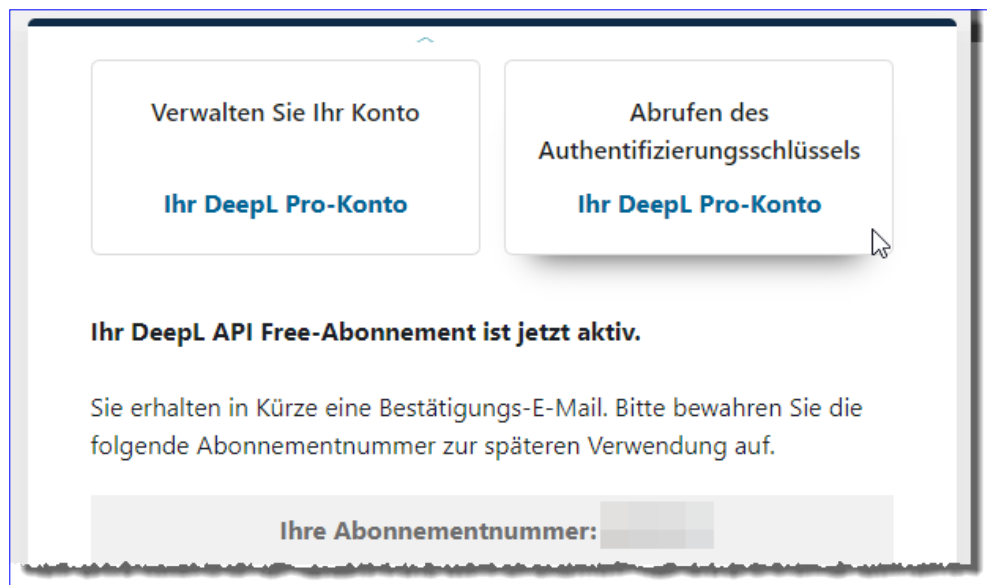 Verwalten Sie Ihr Konto
Ihr DeepL Pro-Konto
Abrufen des
Authentifizierungsschlüssels
Ihr DeepL Pro-Konto
Ihr DeepL API Free-Abonnement ist jetzt aktiv.
Sie erhalten in Kürze eine Bestätigungs-E-Mail. Bitte bewahren Sie die
folgende Abonnementnummer zur späteren Verwendung auf.
Ihre Abonnementnummer: